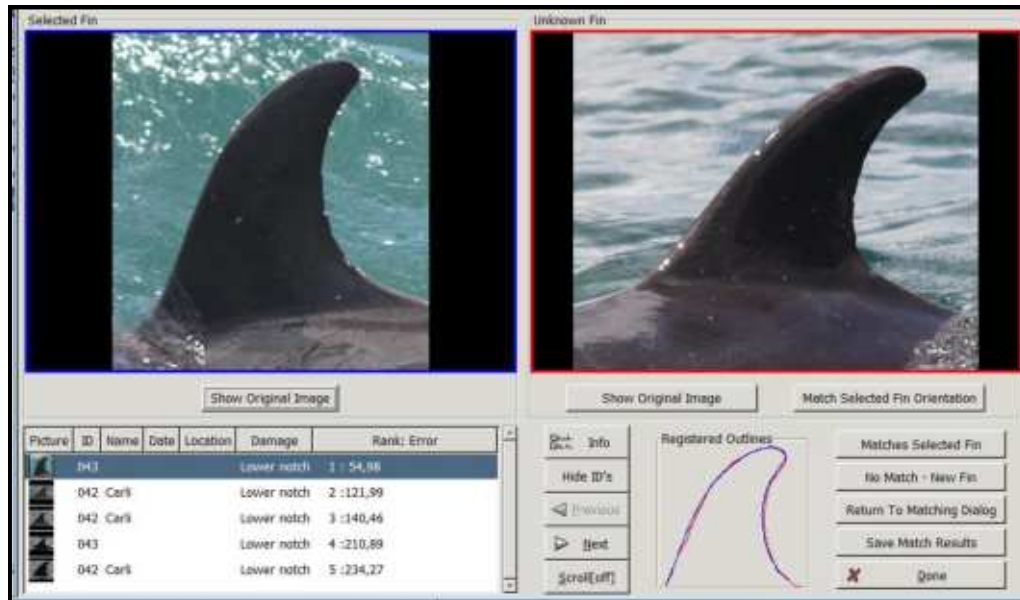 Selected Fin
Unknown Fin
Show Original Image
Show Original Image
Match Selected Fin Orientation
Picture ID Name Date Location Damage Rank: Error
043 Lower notch 1 : 54,98
042 Carli Lower notch 2 :121,99
042 Carli Lower notch 3 :140,46
043 Lower notch 4 :210,89
042 Carli Lower notch 5 :234,27
Info
Hide ID's
Previous
Next
Scroll[off]
Registered Outlines
Matches Selected Fin
No Match - New Fin
Return To Matching Dialog
Save Match Results
Done